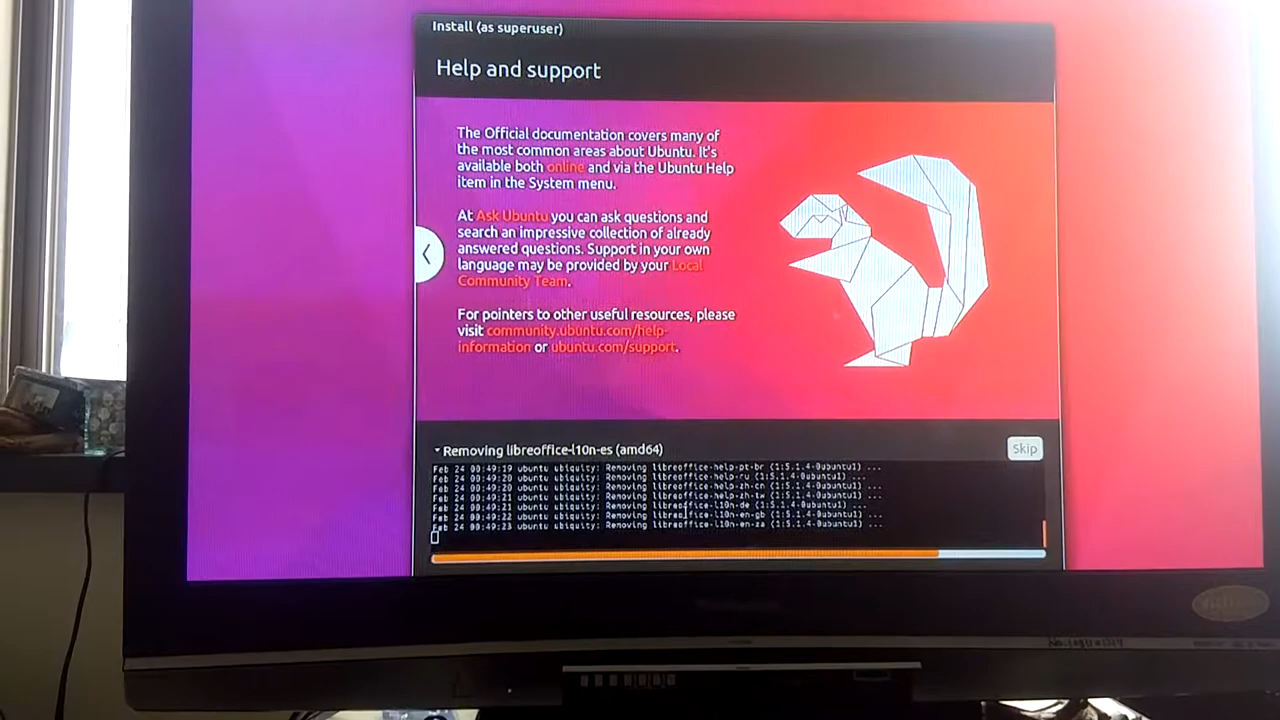 Install (as superuser)
Help and support
The Official documentation covers many of
the most common areas about Ubuntu. It's
available both online and via the Ubuntu Help
item in the System menu.
At Ask Ubuntu you can ask questions and
search an impressive collection of already
answered questions. Support in your own
language may be provided by your Local
Community Team.
For pointers to other useful resources, please
visit community.ubuntu.com/help-
information or ubuntu.com/support.
Removing libreoffice-l10n-es (amd64)
Skip
Feb 24 00:49:19 ubuntu ubiquity: Removing libreoffice-help-pt-br (1:5.1.4-0ubuntu1) ...
Feb 24 00:49:20 ubuntu ubiquity: Removing libreoffice-help-ru (1:5.1.4-0ubuntu1) ...
Feb 24 00:49:20 ubuntu ubiquity: Removing libreoffice-help-zh-cn (1:5.1.4-0ubuntu1) ...
Feb 24 00:49:21 ubuntu ubiquity: Removing libreoffice-help-zh-tw (1:5.1.4-0ubuntu1) ...
Feb 24 00:49:21 ubuntu ubiquity: Removing libreoffice-l10n-de (1:5.1.4-0ubuntu1) ...
Feb 24 00:49:22 ubuntu ubiquity: Removing libreoffice-l10n-en-gb (1:5.1.4-0ubuntu1) ...
Feb 24 00:49:23 ubuntu ubiquity: Removing libreoffice-l10n-en-za (1:5.1.4-0ubuntu1) ...